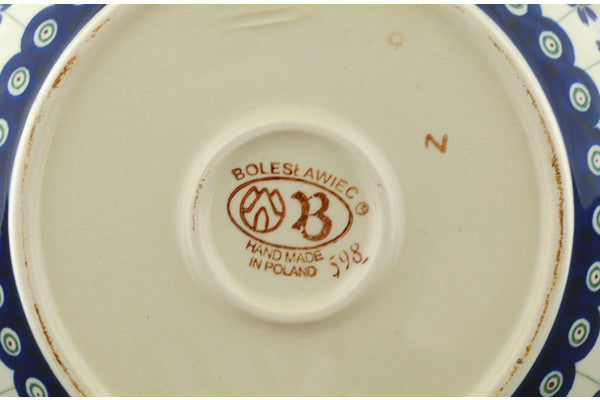 BOLESŁAWIEC ®
B
HAND MADE
IN POLAND 598
N